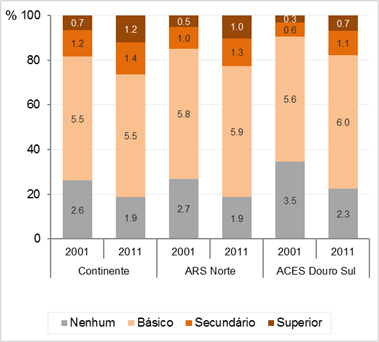 % 100
80
60
40
20
0
0.7 1.2 0.5 1.0 0.3 0.7
1.2 1.4 1.0 1.3 0.6 1.1
5.5 5.5 5.8 5.9 5.6 6.0
2.6 1.9 2.7 1.9 3.5 2.3
2001 2011 2001 2011 2001 2011
Continente ARS Norte ACES Douro Sul
Nenhum Básico Secundário Superior